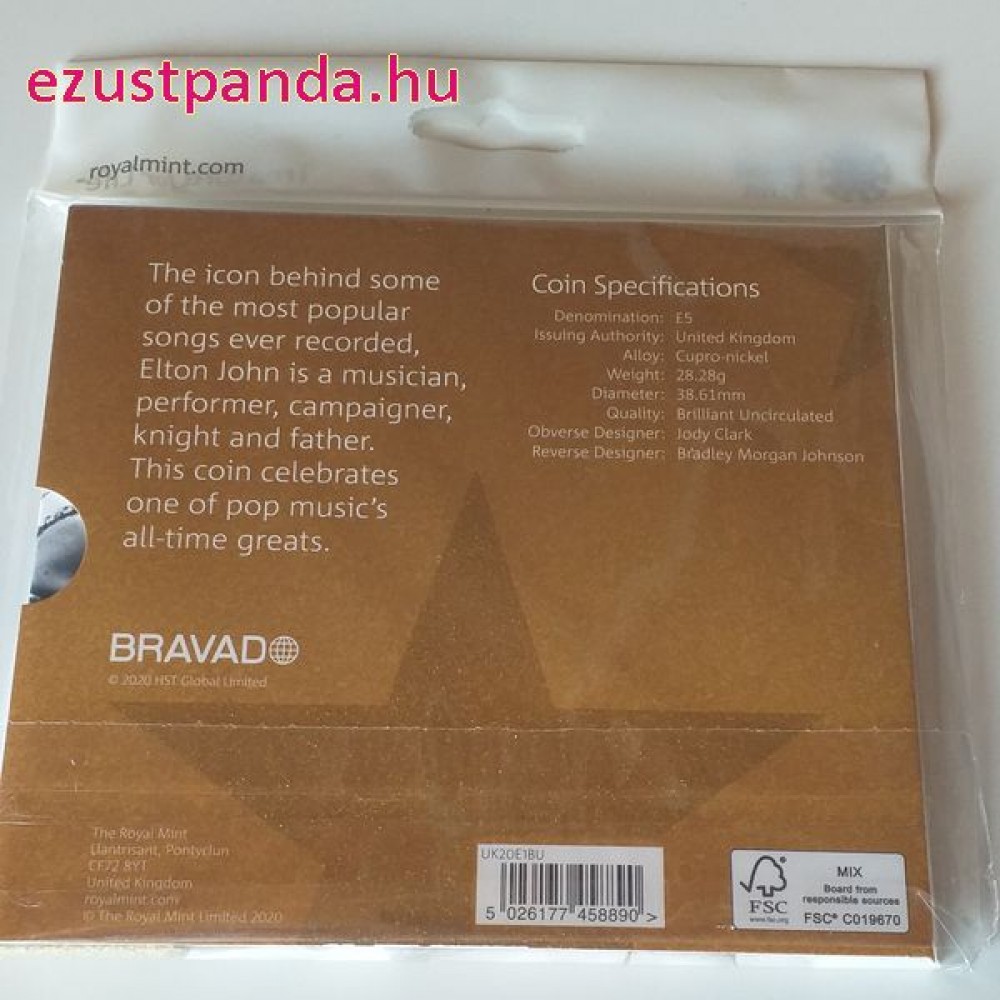 ezustpanda.hu
royalmint.com
The icon behind some
of the most popular
songs ever recorded,
Elton John is a musician,
performer, campaigner,
knight and father.
This coin celebrates
one of pop music's
all-time greats.
Coin Specifications
Denomination: £5
Issuing Authority: United Kingdom
Alloy: Cupro-nickel
Weight: 28.28g
Diameter: 38.61mm
Quality: Brilliant Uncirculated
Obverse Designer: Jody Clark
Reverse Designer: Bradley Morgan Johnson
BRAVADO
© 2020 HST Global Limited
The Royal Mint
Llantrisant, Pontyclun
CF72 8YT
United Kingdom
royalmint.com
© The Royal Mint Limited 2020
UK20E1BU
5 026177 458890 >
FSC
www.fsc.org
MIX
Board from
responsible sources
FSC® C019670